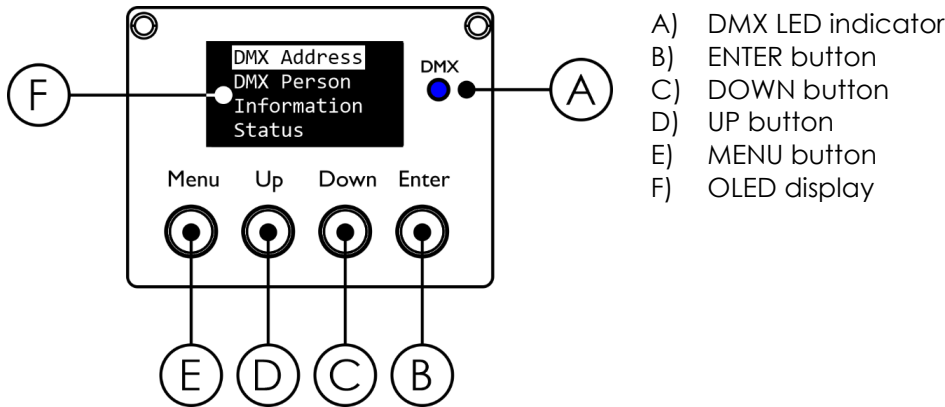 DMX Address
DMX Person
Information
Status
DMX
F
A
Menu Up Down Enter
E D C B
A) DMX LED indicator
B) ENTER button
C) DOWN button
D) UP button
E) MENU button
F) OLED display